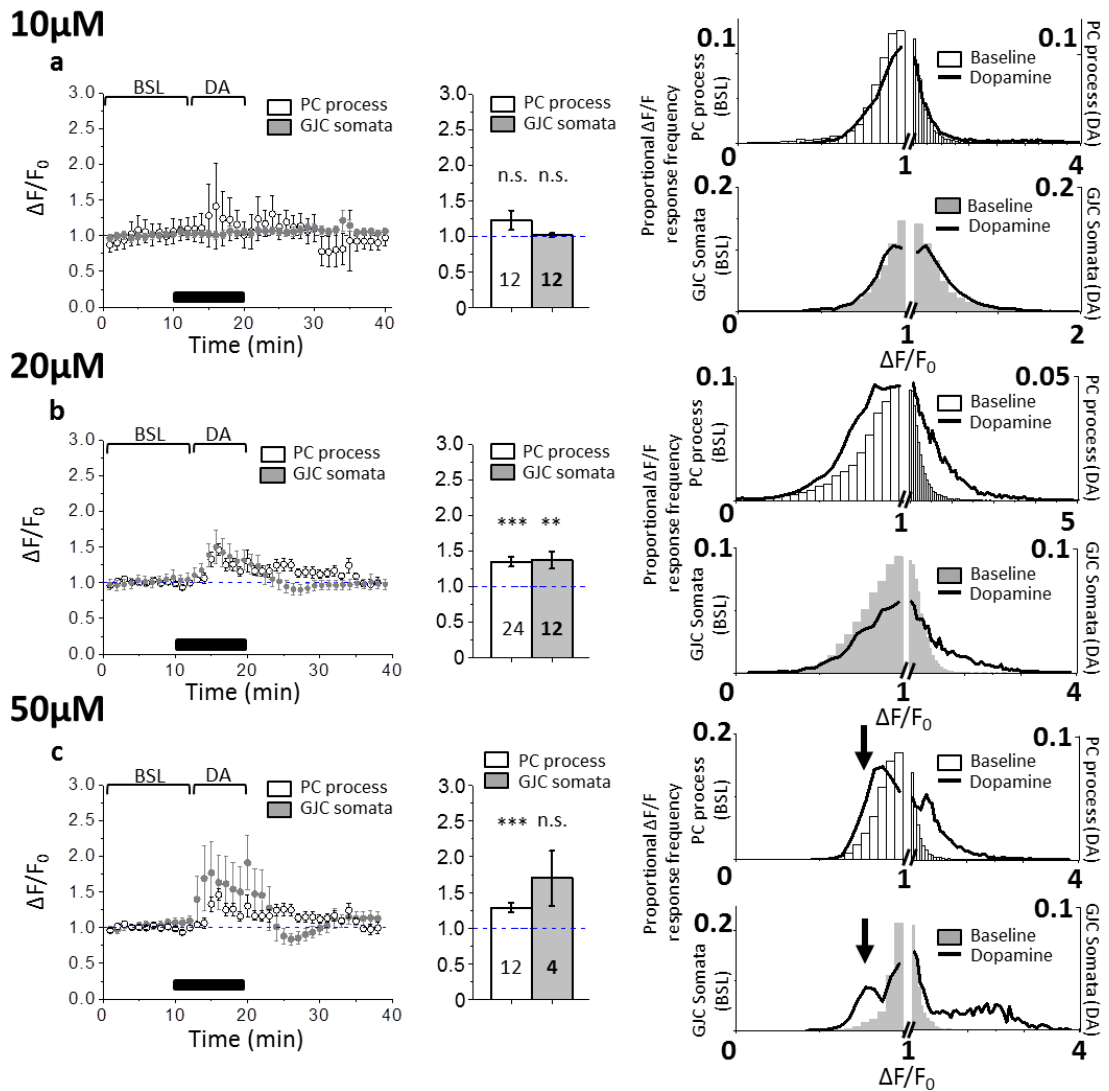 10μM
a
BSL
DA
PC process
GJC somata
ΔF/F0
3.0
2.5
2.0
1.5
1.0
0.5
0.0
0 10 20 30 40
Time (min)
PC process
GJC somata
n.s. n.s.
3.0
2.5
2.0
1.5
1.0
0.5
0
12 12
Proportional ΔF/F
response frequency
PC process
(BSL)
0.1
0.1
Baseline
Dopamine
PC process (DA)
0 1 4
GJC Somata
(BSL)
0.2
0.2
Baseline
Dopamine
GJC Somata (DA)
0 1 2
ΔF/F0
20μM
b
BSL
DA
PC process
GJC somata
ΔF/F0
3.0
2.5
2.0
1.5
1.0
0.5
0.0
0 10 20 30 40
Time (min)
PC process
GJC somata
*** **
3.0
2.5
2.0
1.5
1.0
0.5
0
24 12
Proportional ΔF/F
response frequency
PC process
(BSL)
0.1
0.05
Baseline
Dopamine
PC process (DA)
0 1 5
GJC Somata
(BSL)
0.1
0.1
Baseline
Dopamine
GJC Somata (DA)
0 1 4
ΔF/F0
50μM
c
BSL
DA
PC process
GJC somata
ΔF/F0
3.0
2.5
2.0
1.5
1.0
0.5
0.0
0 10 20 30 40
Time (min)
PC process
GJC somata
*** n.s.
3.0
2.5
2.0
1.5
1.0
0.5
0
12 4
Proportional ΔF/F
response frequency
PC process
(BSL)
0.2
0.1
Baseline
Dopamine
PC process (DA)
0 1 4
GJC Somata
(BSL)
0.2
0.1
Baseline
Dopamine
GJC Somata (DA)
0 1 4
ΔF/F0